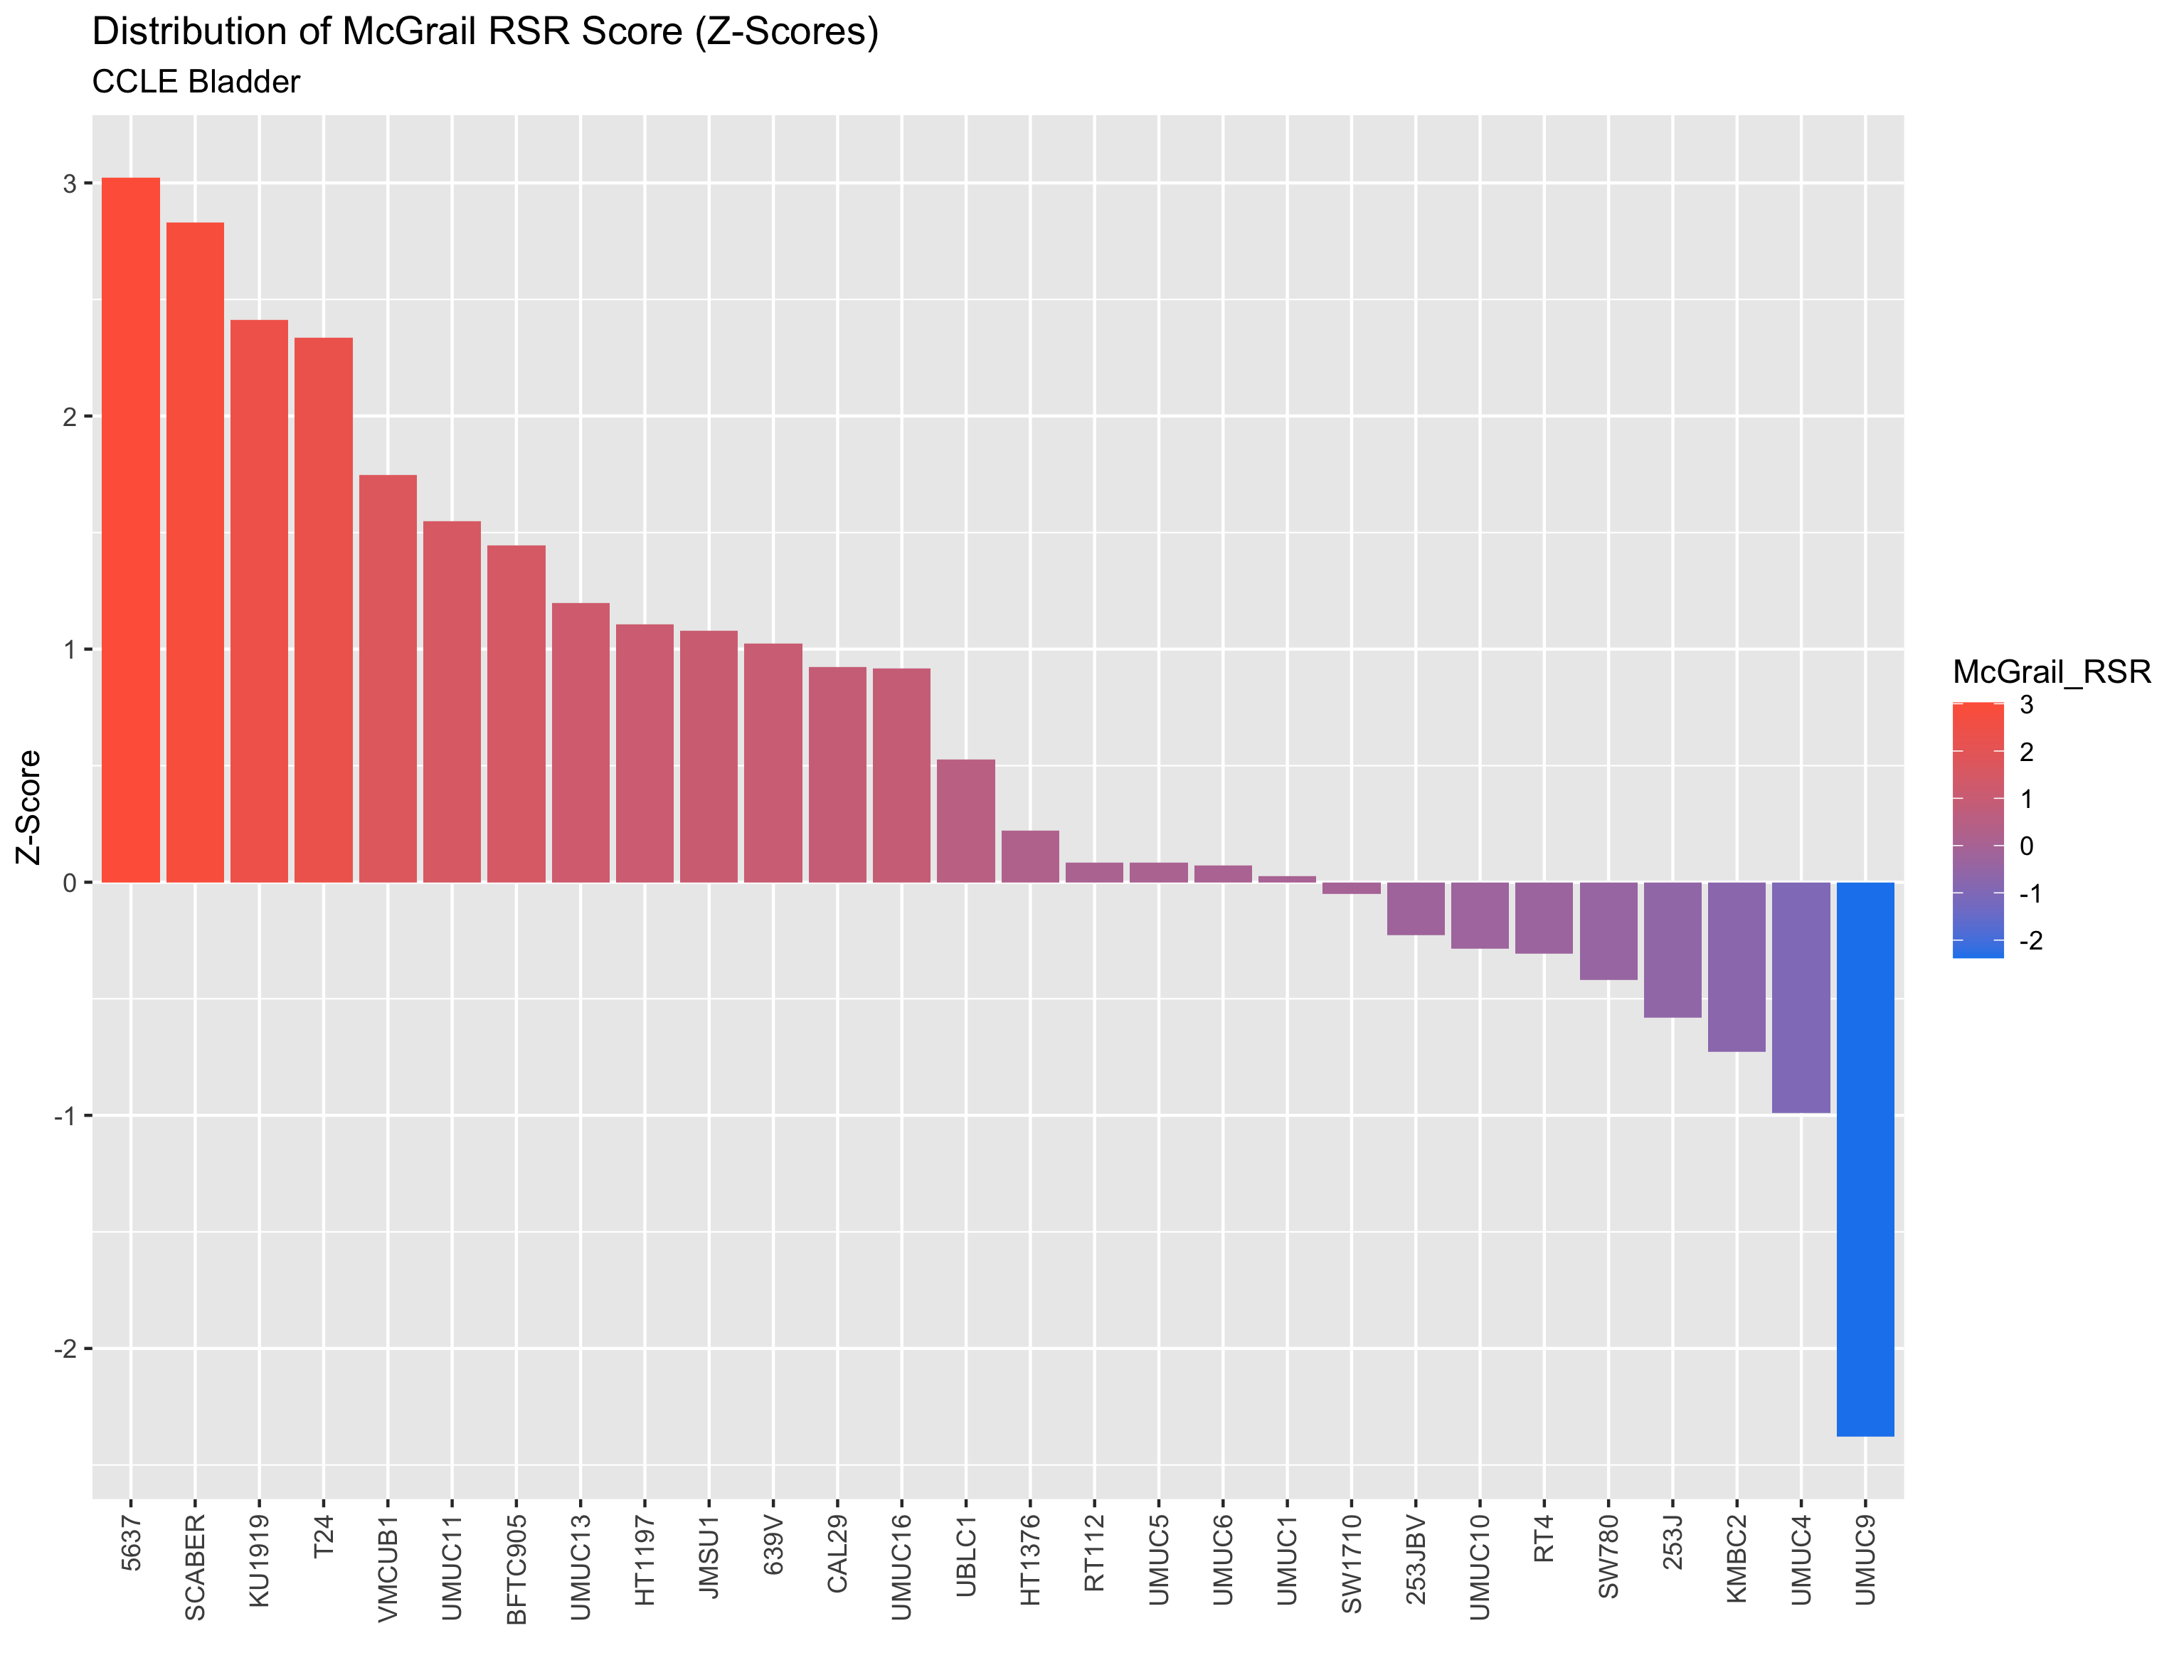 Distribution of McGrail RSR Score (Z-Scores)
CCLE Bladder
Z-Score
3
2
1
0
-1
-2
5637
SCABER
KU1919
T24
VMCUB1
UMUC11
BFTC905
UMUC13
HT1197
JMSU1
639V
CAL29
UMUC16
UBLC1
HT1376
RT112
UMUC5
UMUC6
UMUC1
SW1710
253JBV
UMUC10
RT4
SW780
253J
KMBC2
UMUC4
UMUC9
McGrail_RSR
3
2
1
0
-1
-2